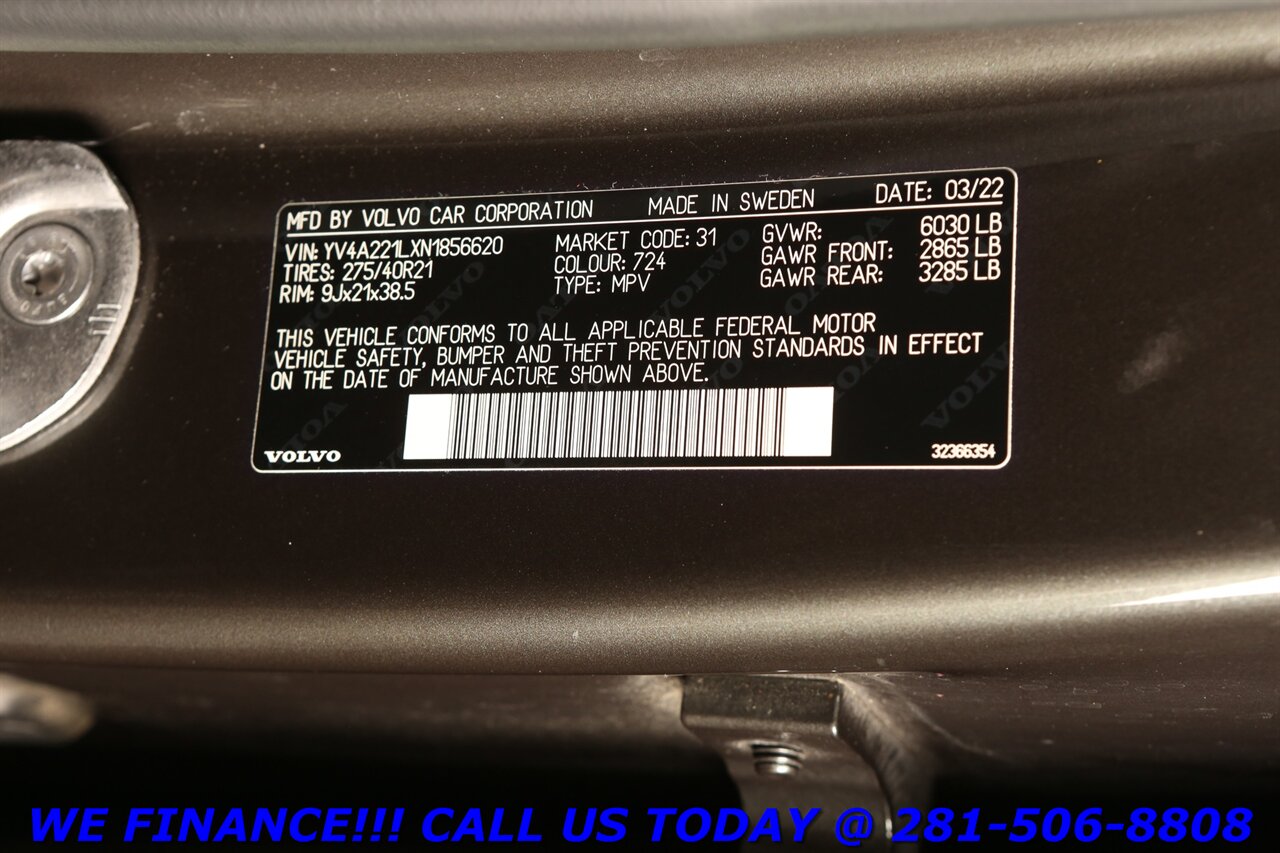 MFD BY VOLVO CAR CORPORATION MADE IN SWEDEN DATE: 03/22
VIN: YV4A221LXN1856620 MARKET CODE: 31 GVWR: 6030 LB
TIRES: 275/40R21 COLOUR: 724 GAWR FRONT: 2865 LB
RIM: 9Jx21x38.5 TYPE: MPV GAWR REAR: 3285 LB
THIS VEHICLE CONFORMS TO ALL APPLICABLE FEDERAL MOTOR
VEHICLE SAFETY, BUMPER AND THEFT PREVENTION STANDARDS IN EFFECT
ON THE DATE OF MANUFACTURE SHOWN ABOVE.
VOLVO 32366354
WE FINANCE!!! CALL US TODAY @ 281-506-8808